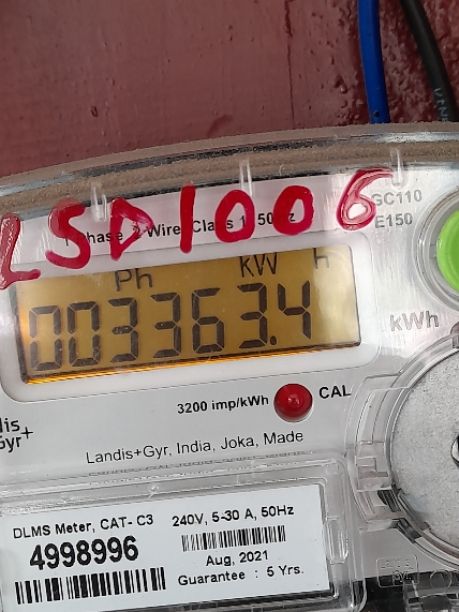 LSD1006
1 Phase 2 Wire Class 1 50Hz
SC110
E150
Ph kW h
003363.4
kWh
3200 imp/kWh CAL
Gyr+
Landis+Gyr, India, Joka, Made
DLMS Meter, CAT- C3
4998996
240V, 5-30 A, 50Hz
Aug, 2021
Guarantee : 5 Yrs.